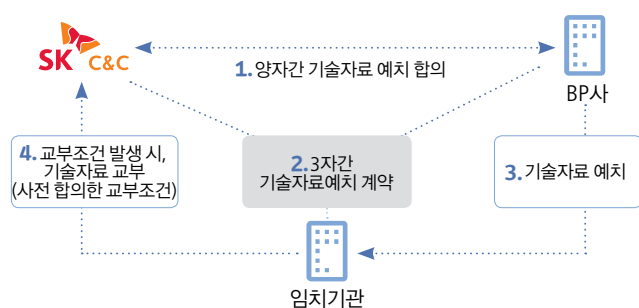 SK C&C
1. 양자간 기술자료 예치 합의
BP사
4. 교부조건 발생 시,
기술자료 교부
(사전 합의한 교부조건)
2. 3자간
기술자료예치 계약
3. 기술자료 예치
임치기관